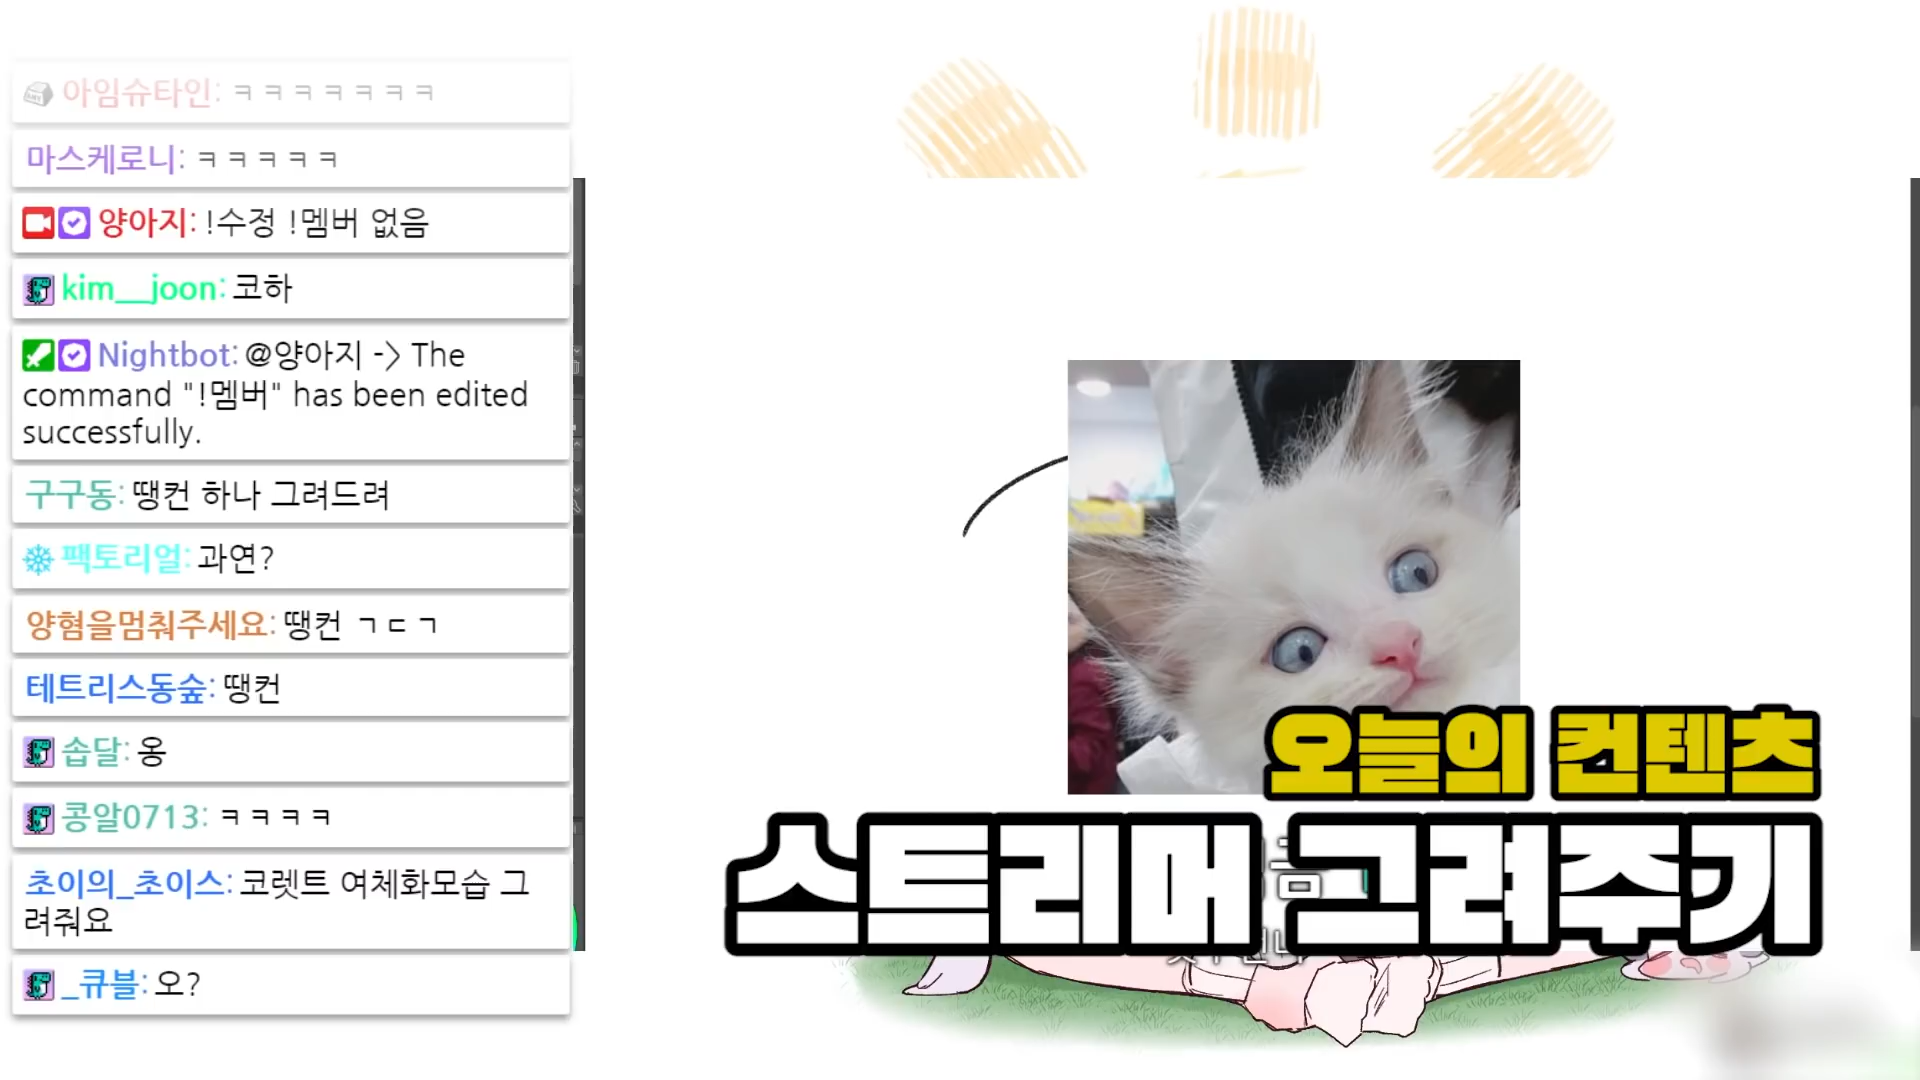 아임슈타인: ㅋㅋㅋㅋㅋㅋㅋ
마스케로니: ㅋㅋㅋㅋㅋ
양아지: !수정 !멤버 없음
kim__joon: 코하
Nightbot: @양아지 -> The
command "!멤버" has been edited
successfully.
구구동: 땡컨 하나 그려드려
팩토리얼: 과연?
양혐을멈춰주세요: 땡컨 ㄱㄷㄱ
테트리스동숲: 땡컨
솝달: 옹
콩알0713: ㅋㅋㅋㅋ
초이의_초이스: 코렛트 여체화모습 그
려줘요
_큐블: 오?
오늘의 컨텐츠
스트리머 그려주기